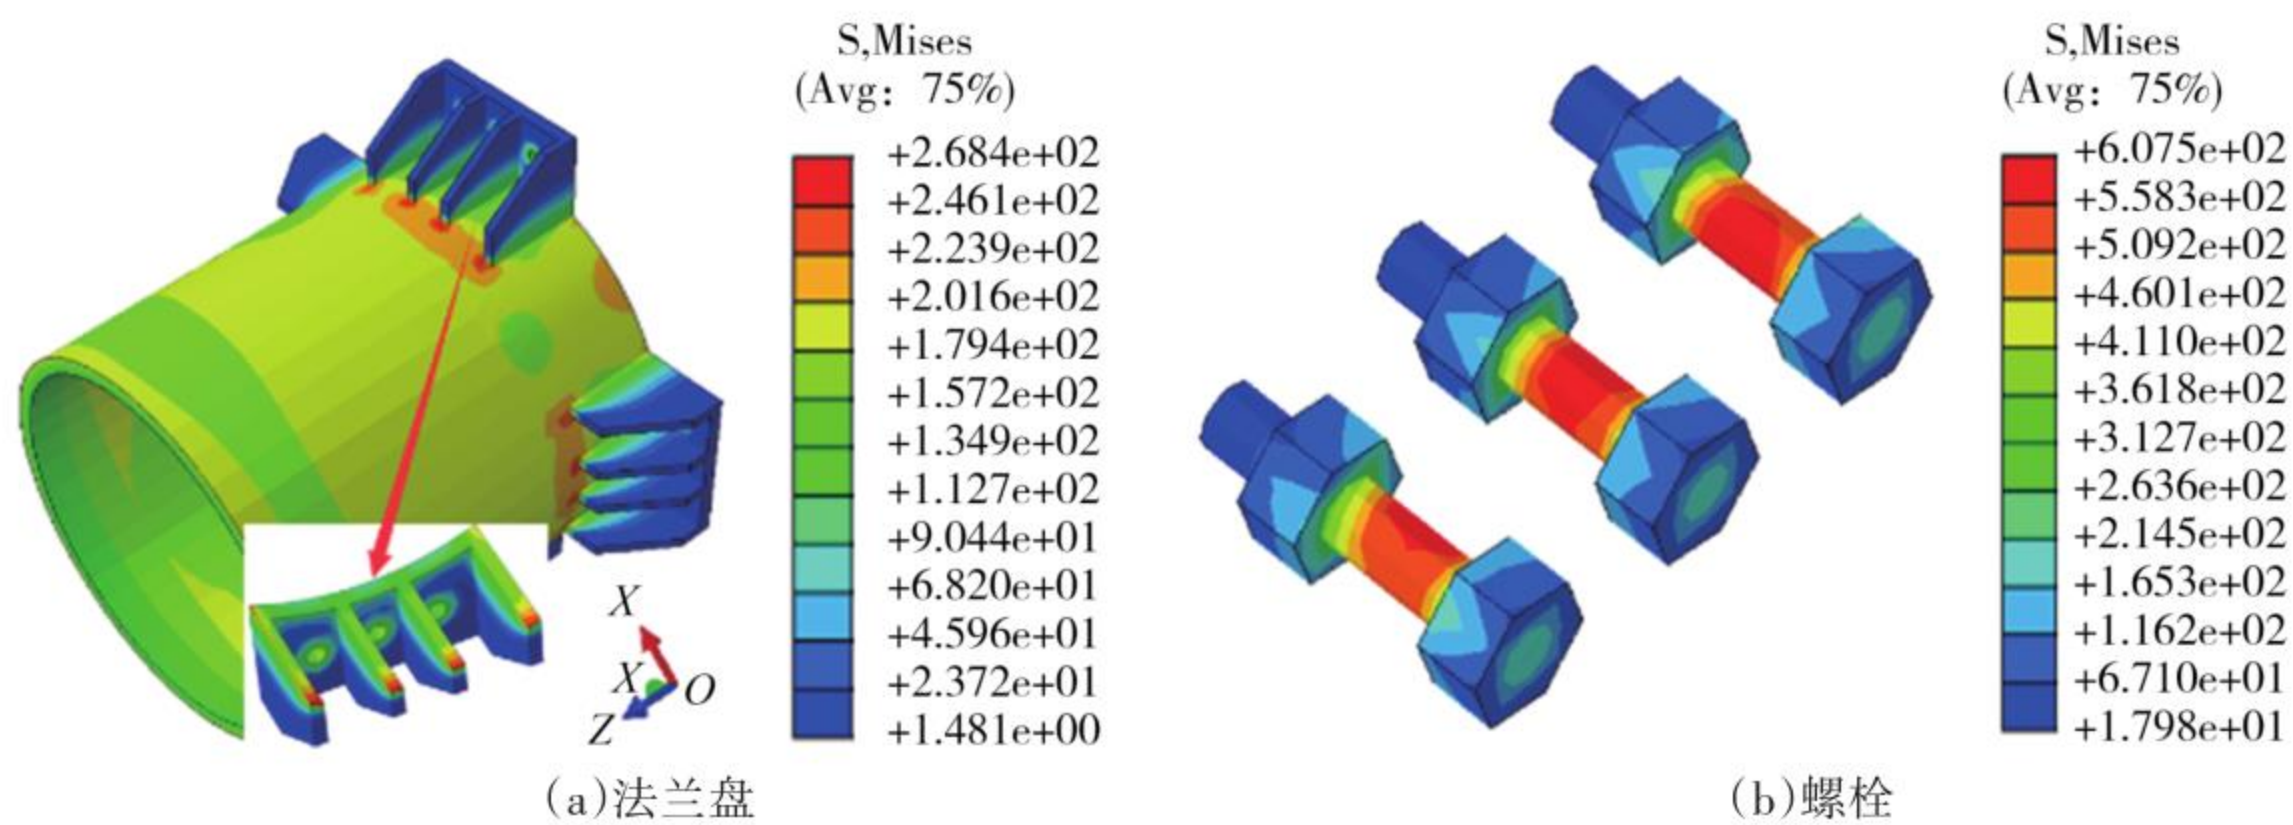 S,Mises
(Avg: 75%)
+2.684e+02
+2.461e+02
+2.239e+02
+2.016e+02
+1.794e+02
+1.572e+02
+1.349e+02
+1.127e+02
+9.044e+01
+6.820e+01
+4.596e+01
+2.372e+01
+1.481e+00
X
X
O
Z
(a)法兰盘
S,Mises
(Avg: 75%)
+6.075e+02
+5.583e+02
+5.092e+02
+4.601e+02
+4.110e+02
+3.618e+02
+3.127e+02
+2.636e+02
+2.145e+02
+1.653e+02
+1.162e+02
+6.710e+01
+1.798e+01
(b)螺栓